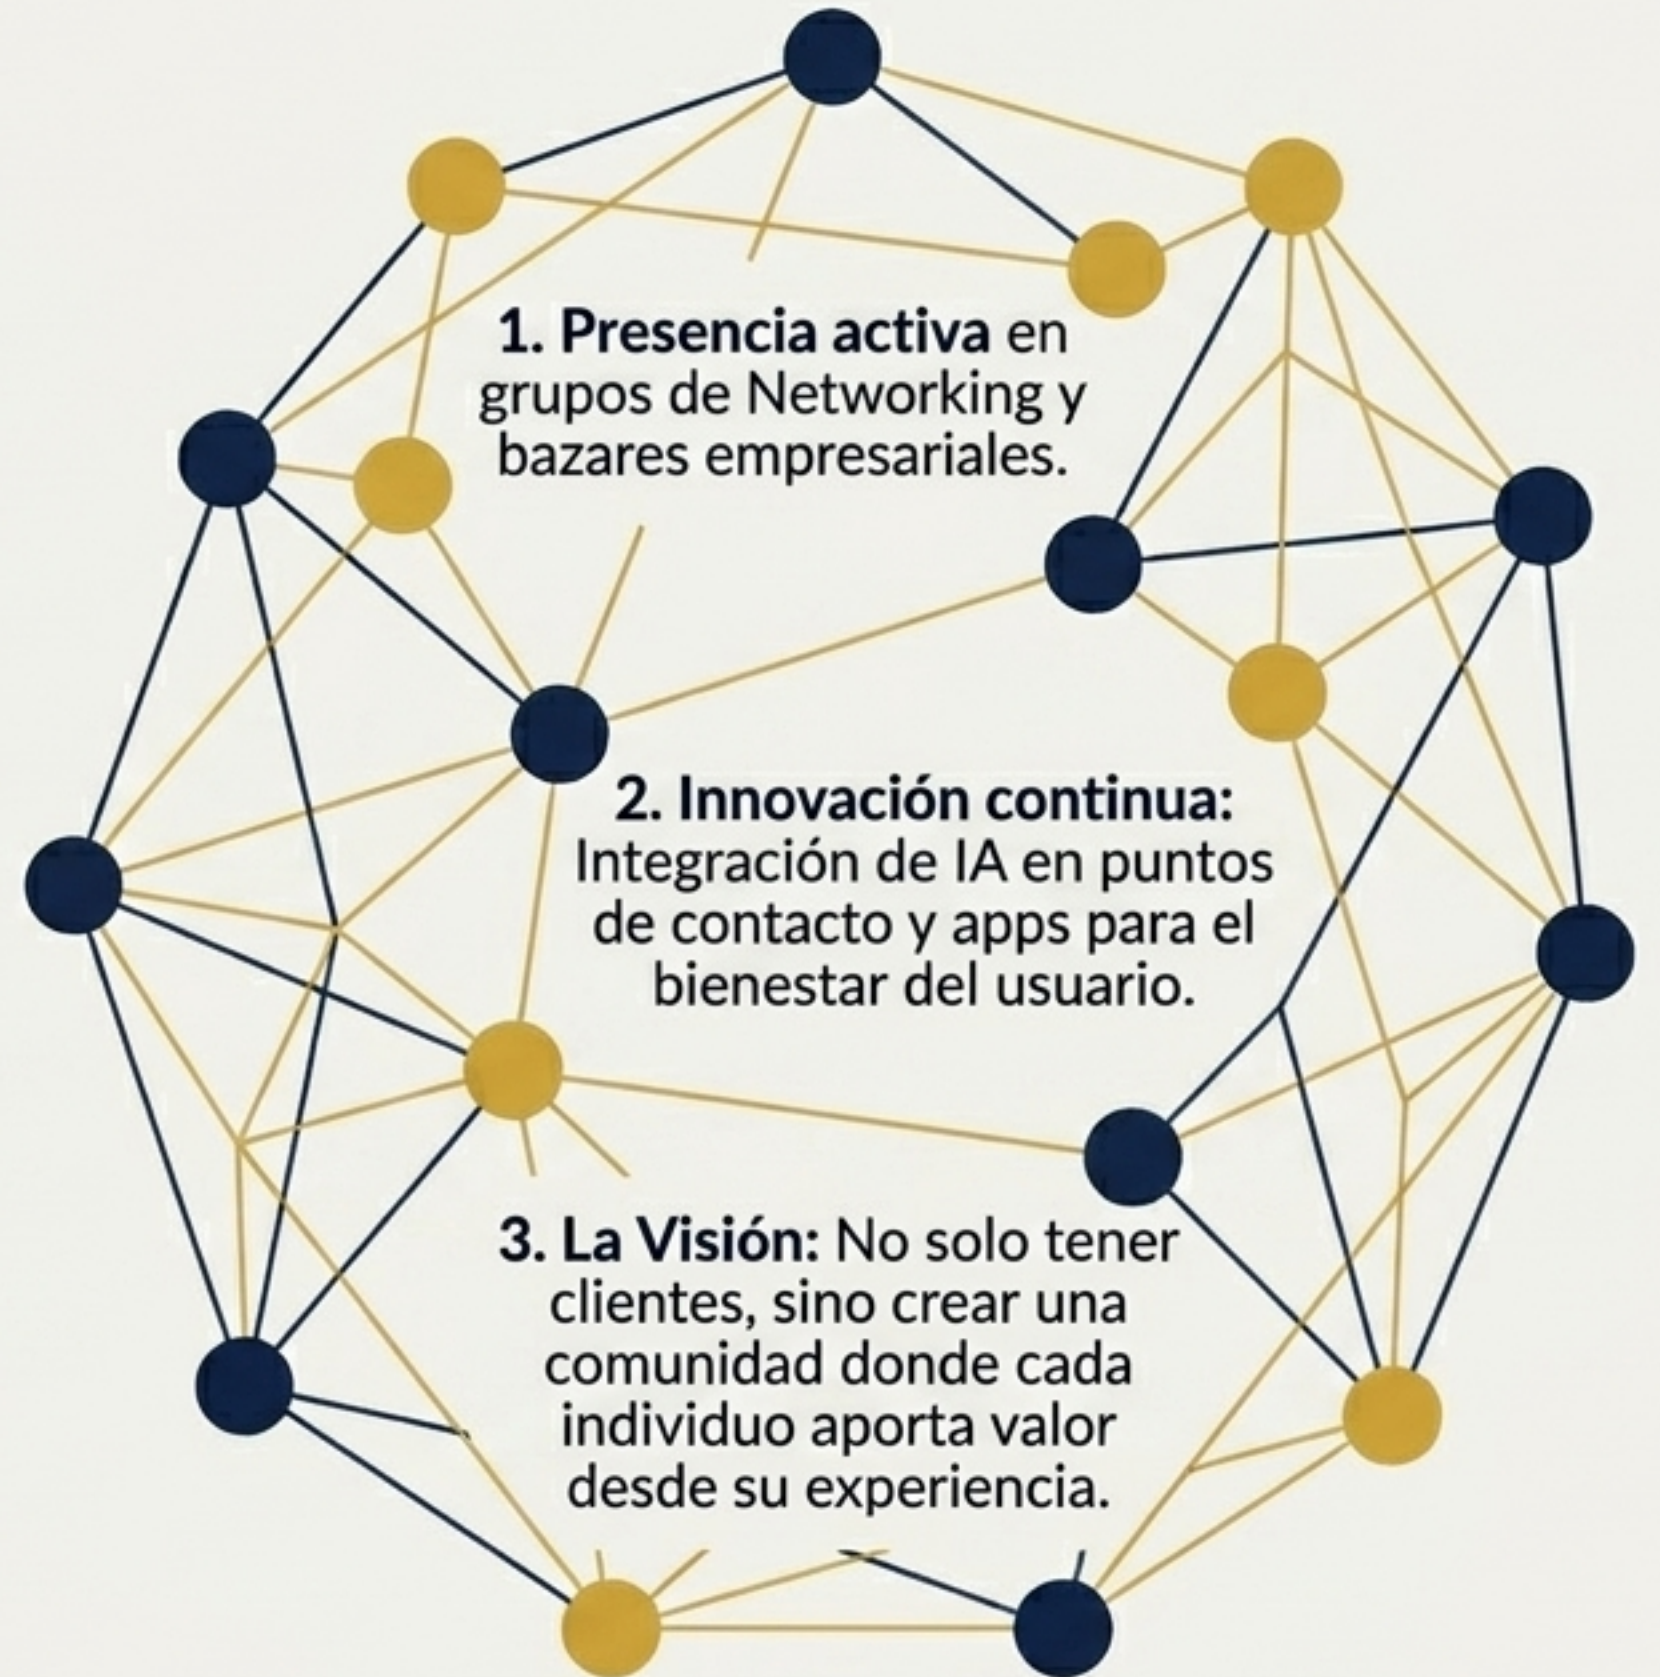 1. Presencia activa en
grupos de Networking y
bazares empresariales.
2. Innovación continua:
Integración de IA en puntos
de contacto y apps para el
bienestar del usuario.
3. La Visión: No solo tener
clientes, sino crear una
comunidad donde cada
individuo aporta valor
desde su experiencia.